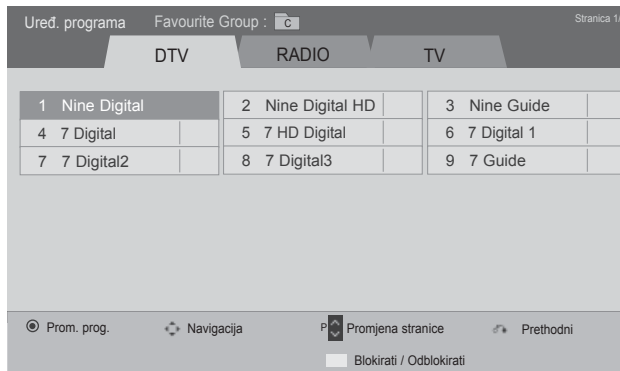 Uređ. programa Favourite Group : C Stranica 1/
DTV RADIO TV
1 Nine Digital 2 Nine Digital HD 3 Nine Guide
4 7 Digital 5 7 HD Digital 6 7 Digital 1
7 7 Digital2 8 7 Digital3 9 7 Guide
Prom. prog. Navigacija P Promjena stranice Prethodni
Blokirati / Odblokirati